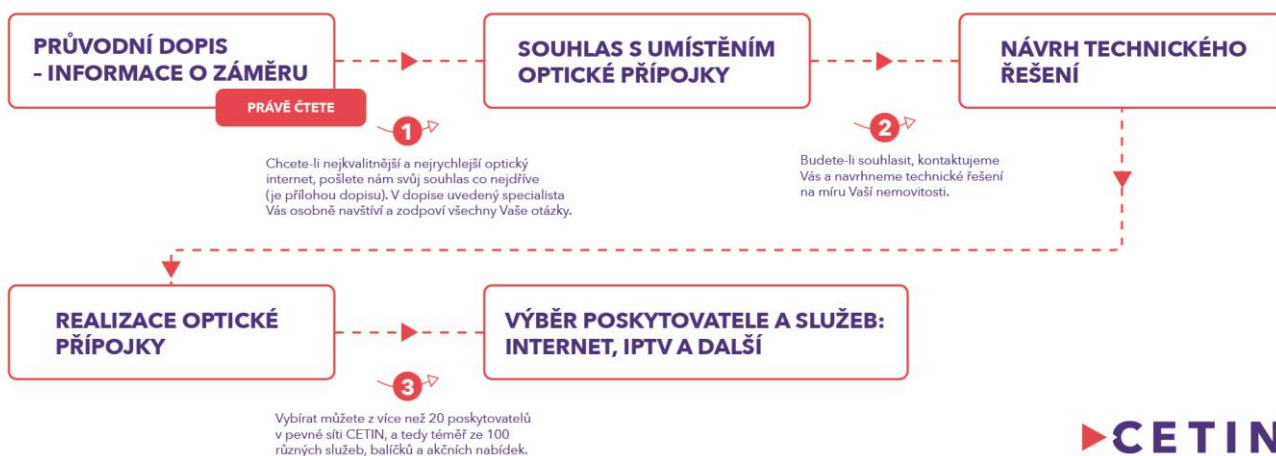 PRŮVODNÍ DOPIS
– INFORMACE O ZÁMĚRU
PRÁVĚ ČTETE
1
Chcete-li nejkvalitnější a nejrychlejší optický
internet, pošlete nám svůj souhlas co nejdříve
(je přílohou dopisu). V dopise uvedený specialista
Vás osobně navštíví a zodpoví všechny Vaše otázky.
SOUHLAS S UMÍSTĚNÍM
OPTICKÉ PŘÍPOJKY
2
Budete-li souhlasit, kontaktujeme
Vás a navrhneme technické řešení
na míru Vaší nemovitosti.
NÁVRH TECHNICKÉHO
ŘEŠENÍ
REALIZACE OPTICKÉ
PŘÍPOJKY
3
Vybírat můžete z více než 20 poskytovatelů
v pevné síti CETIN, a tedy téměř ze 100
různých služeb, balíčků a akčních nabídek.
VÝBĚR POSKYTOVATELE A SLUŽEB:
INTERNET, IPTV A DALŠÍ
CETIN